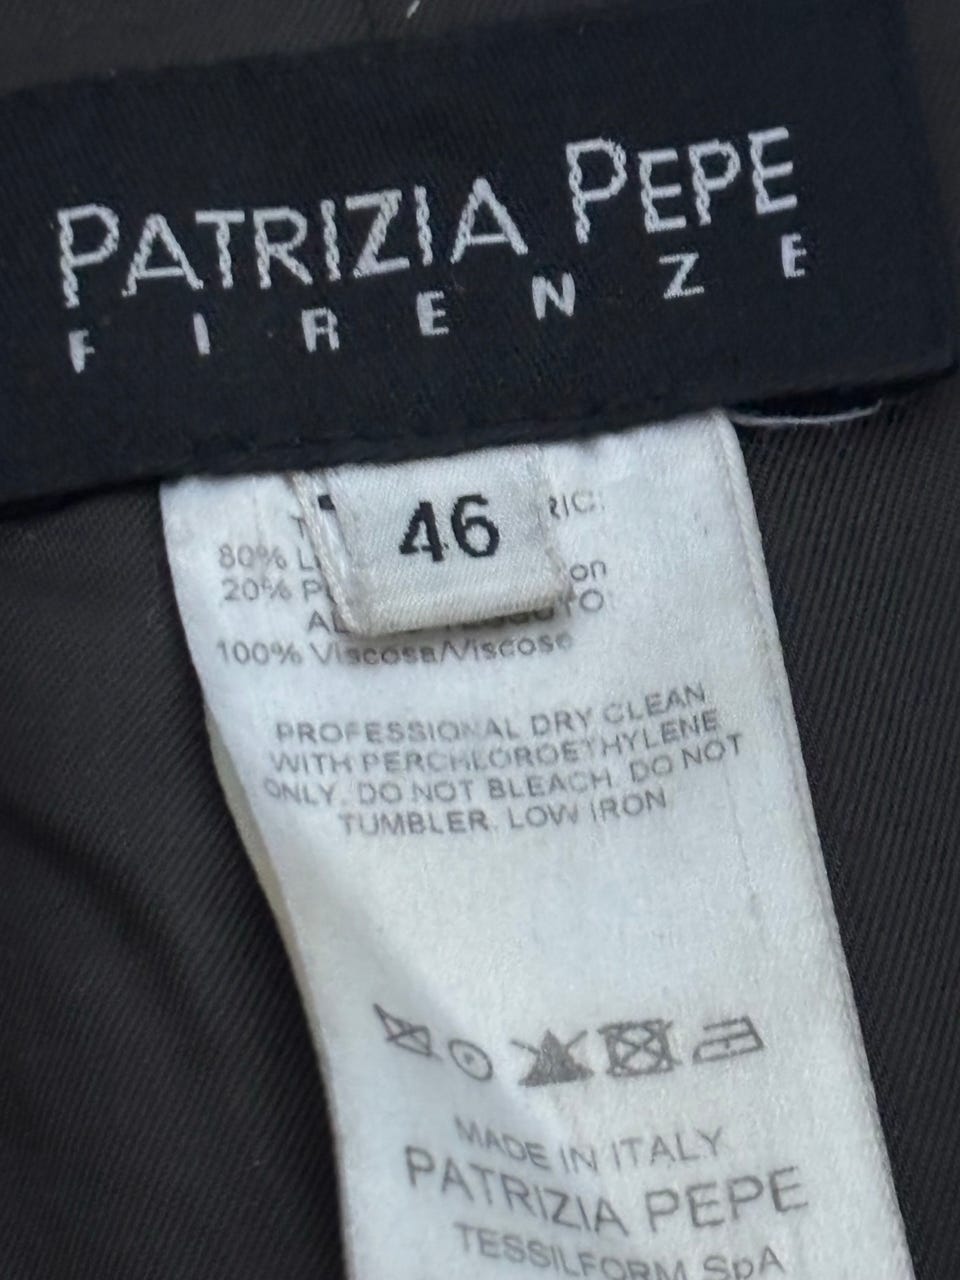 PATRIZIA PEPE
FIRENZE
46
80%
20%
100% Viscosa/Viscose
PROFESSIONAL DRY CLEAN
WITH PERCHLOROETHYLENE
ONLY. DO NOT BLEACH. DO NOT
TUMBLER. LOW IRON
MADE IN ITALY
PATRIZIA PEPE
TESSILFORM SpA